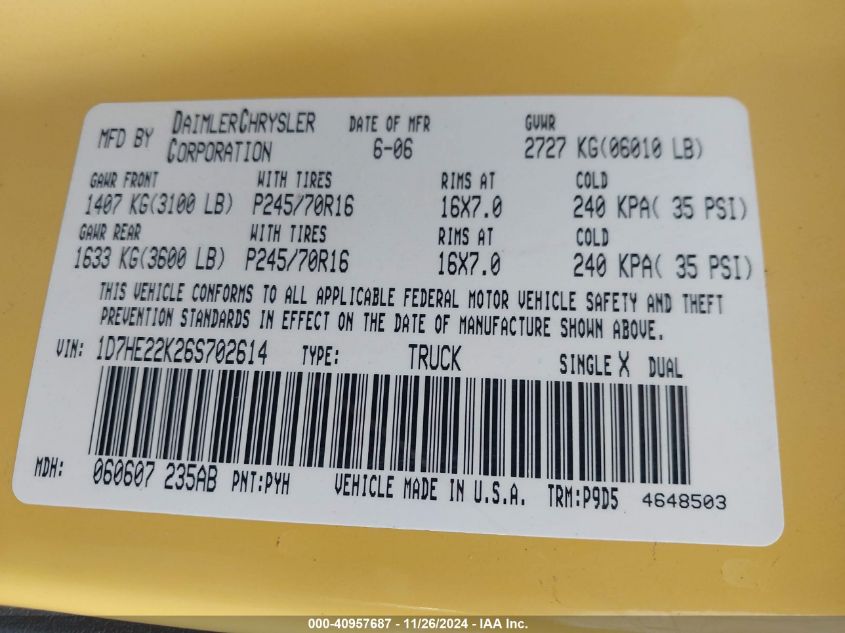 MFD BY DAIMLERCHRYSLER CORPORATION DATE OF MFR 6-06 GVWR 2727 KG(06010 LB)
GAWR FRONT WITH TIRES RIMS AT COLD
1407 KG(3100 LB) P245/70R16 16X7.0 240 KPA( 35 PSI)
GAWR REAR WITH TIRES RIMS AT COLD
1633 KG(3600 LB) P245/70R16 16X7.0 240 KPA( 35 PSI)
THIS VEHICLE CONFORMS TO ALL APPLICABLE FEDERAL MOTOR VEHICLE SAFETY AND THEFT
PREVENTION STANDARDS IN EFFECT ON THE DATE OF MANUFACTURE SHOWN ABOVE.
VIN: 1D7HE22K26S702614 TYPE: TRUCK SINGLE X DUAL
MDH: 060607 235AB PNT:PYH VEHICLE MADE IN U.S.A. TRM:P9D5 4648503
000-40957687 - 11/26/2024 - IAA Inc.